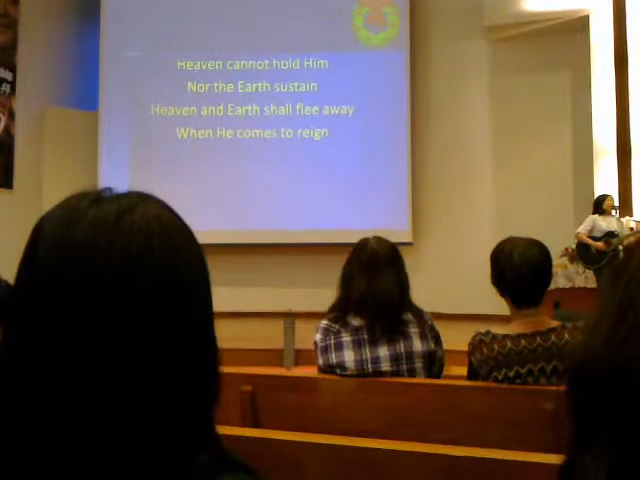 Heaven cannot hold Him
Nor the Earth sustain
Heaven and Earth shall flee away
When He comes to reign